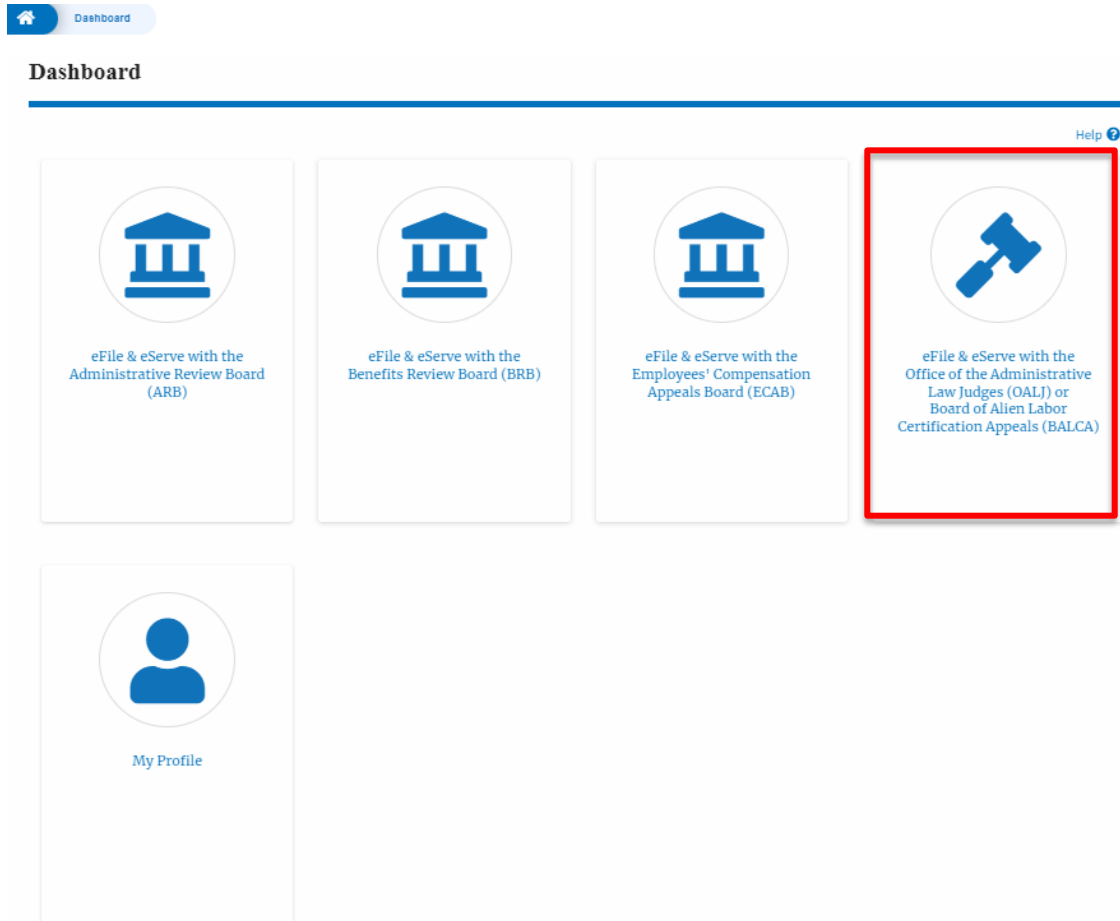 Dashboard
Dashboard
Help
eFile & eServe with the
Administrative Review Board
(ARB)
eFile & eServe with the
Benefits Review Board (BRB)
eFile & eServe with the
Employees' Compensation
Appeals Board (ECAB)
eFile & eServe with the
Office of the Administrative
Law Judges (OALJ) or
Board of Alien Labor
Certification Appeals (BALCA)
My Profile